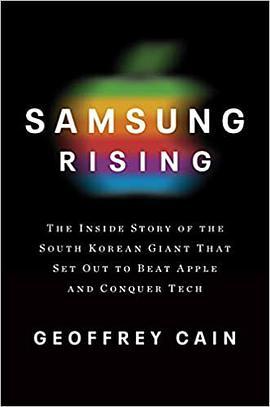 SAMSUNG
RISING
THE INSIDE STORY OF THE
SOUTH KOREAN GIANT THAT
SET OUT TO BEAT APPLE
AND CONQUER TECH
GEOFFREY CAIN